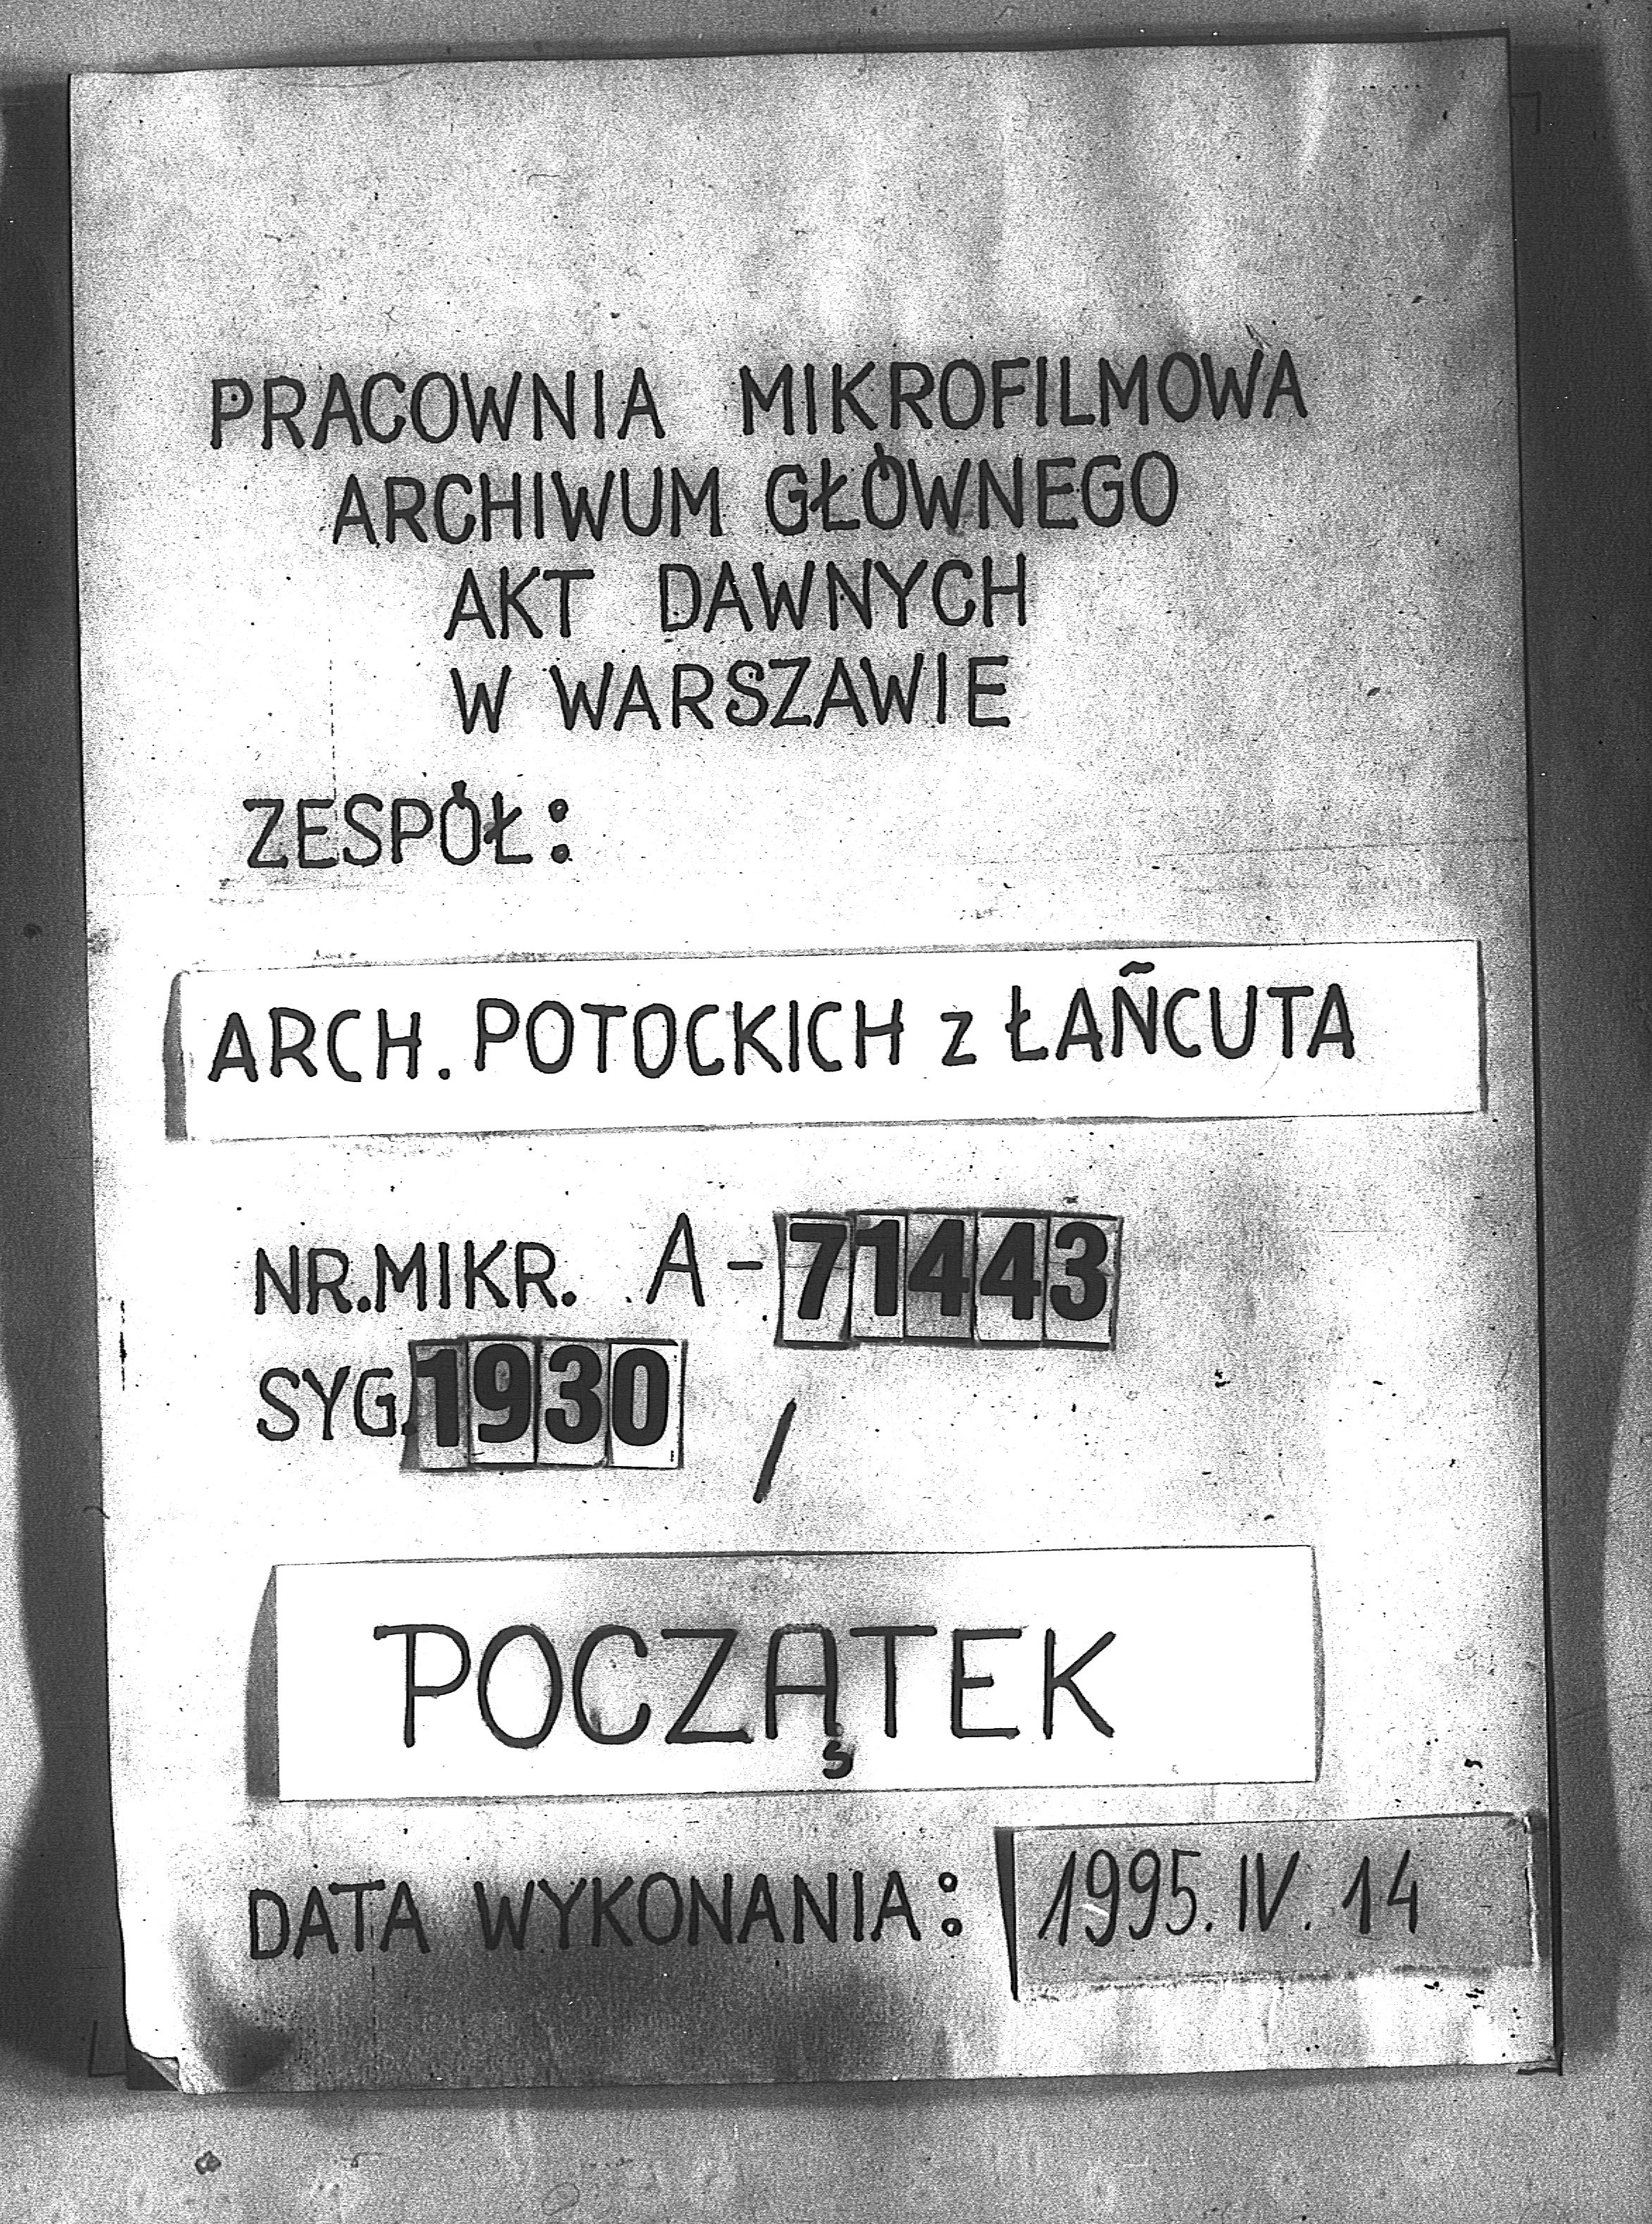 PRACOWNIA MIKROFILMOWA
ARCHIWUM GŁÓWNEGO
AKT DAWNYCH
W WARSZAWIE
ZESPÓŁ:
ARCH. POTOCKICH z ŁAŃCUTA
NR.MIKR. A-71443
SYG. 1930 /
POCZĄTEK
DATA WYKONANIA: 1995. IV. 14